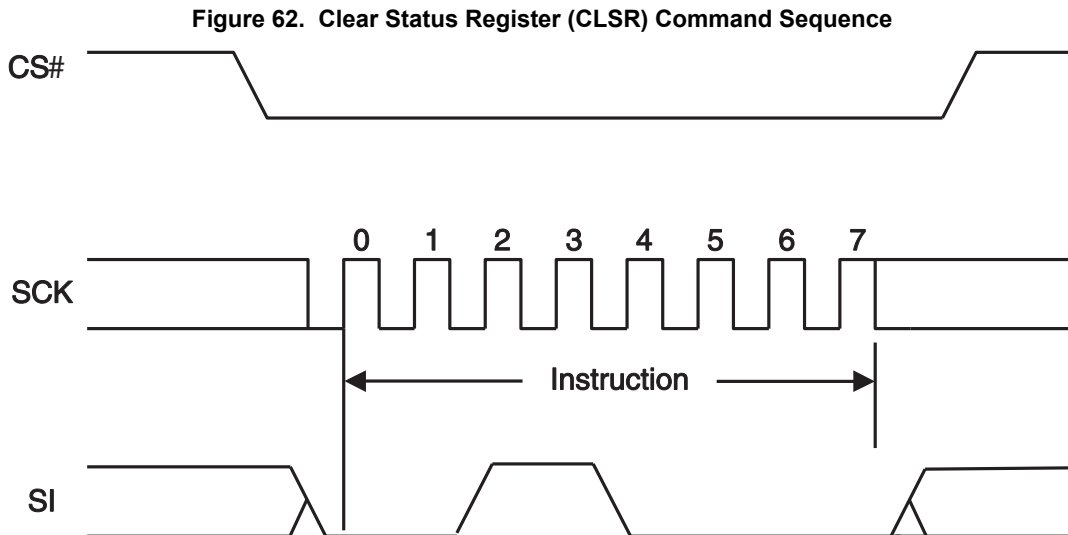 Figure 62. Clear Status Register (CLSR) Command Sequence
CS#
0 1 2 3 4 5 6 7
SCK
Instruction
SI